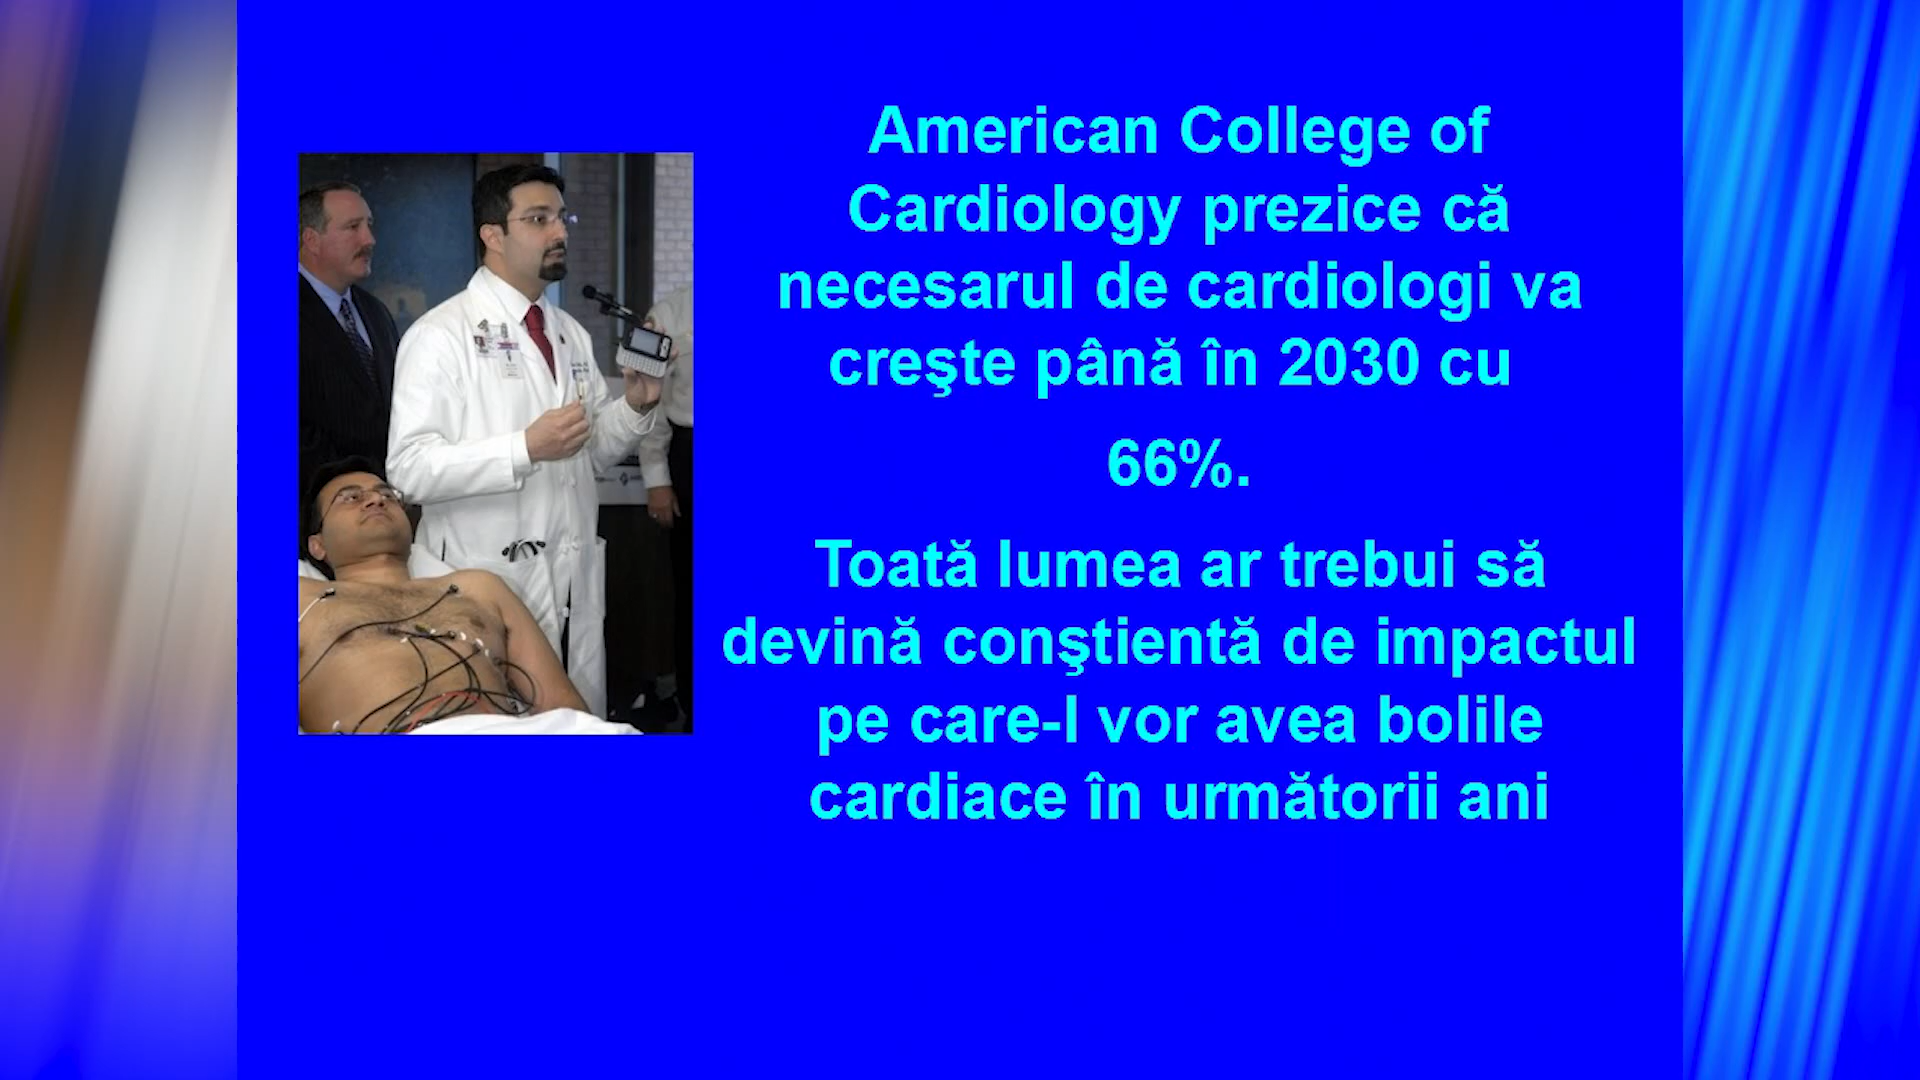 American College of
Cardiology prezice că
necesarul de cardiologi va
creşte până în 2030 cu
66%.
Toată lumea ar trebui să
devină conştientă de impactul
pe care-l vor avea bolile
cardiace în următorii ani